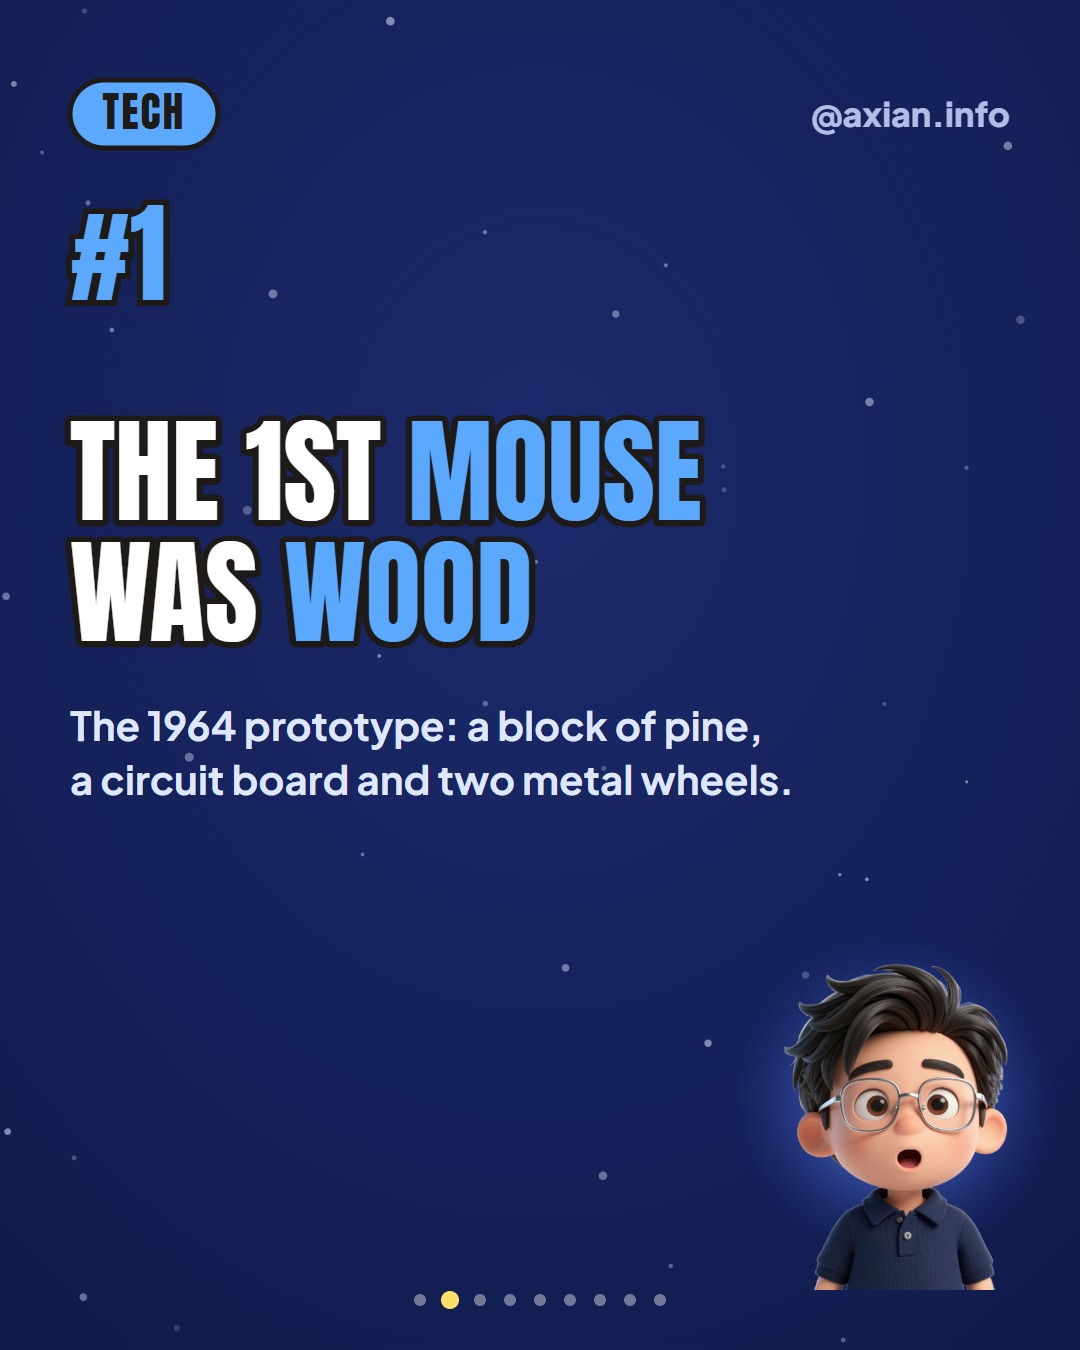 TECH
@axian.info
#1
THE 1ST MOUSE
WAS WOOD
The 1964 prototype: a block of pine,
a circuit board and two metal wheels.